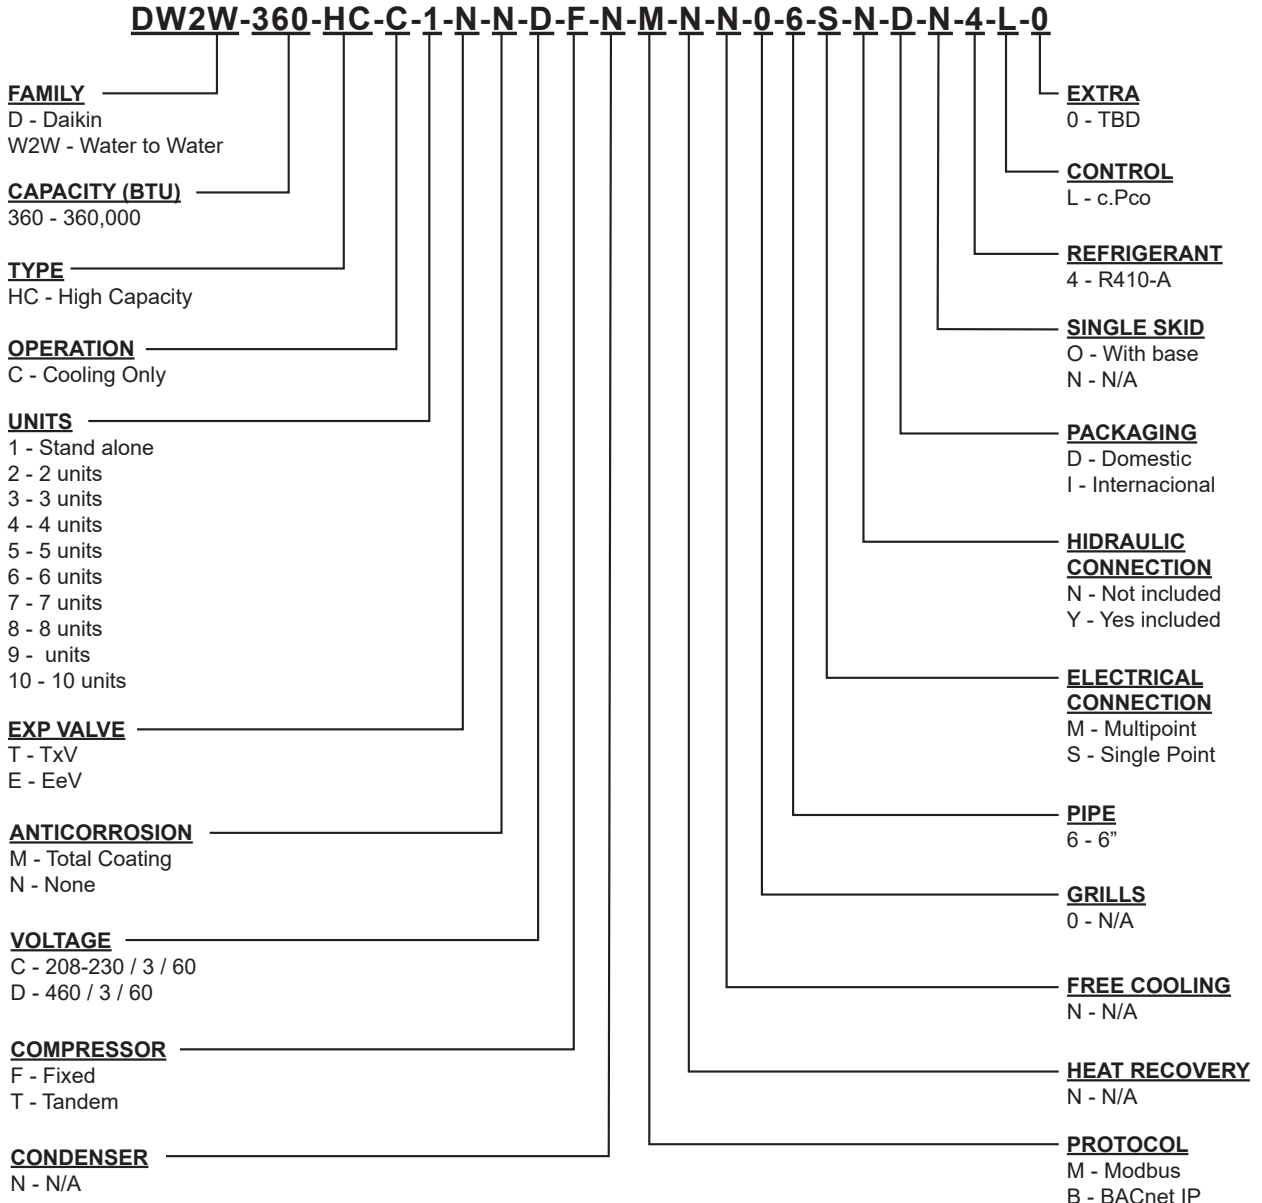 DW2W-360-HC-C-1-N-N-D-F-N-M-N-N-0-6-S-N-D-N-4-L-0
FAMILY
D - Daikin
W2W - Water to Water
CAPACITY (BTU)
360 - 360,000
TYPE
HC - High Capacity
OPERATION
C - Cooling Only
UNITS
1 - Stand alone
2 - 2 units
3 - 3 units
4 - 4 units
5 - 5 units
6 - 6 units
7 - 7 units
8 - 8 units
9 -  units
10 - 10 units
EXP VALVE
T - TxV
E - EeV
ANTICORROSION
M - Total Coating
N - None
VOLTAGE
C - 208-230 / 3 / 60
D - 460 / 3 / 60
COMPRESSOR
F - Fixed
T - Tandem
CONDENSER
N - N/A
EXTRA
0 - TBD
CONTROL
L - c.Pco
REFRIGERANT
4 - R410-A
SINGLE SKID
O - With base
N - N/A
PACKAGING
D - Domestic
I - Internacional
HIDRAULIC
CONNECTION
N - Not included
Y - Yes included
ELECTRICAL
CONNECTION
M - Multipoint
S - Single Point
PIPE
6 - 6”
GRILLS
0 - N/A
FREE COOLING
N - N/A
HEAT RECOVERY
N - N/A
PROTOCOL
M - Modbus
B - BACnet IP